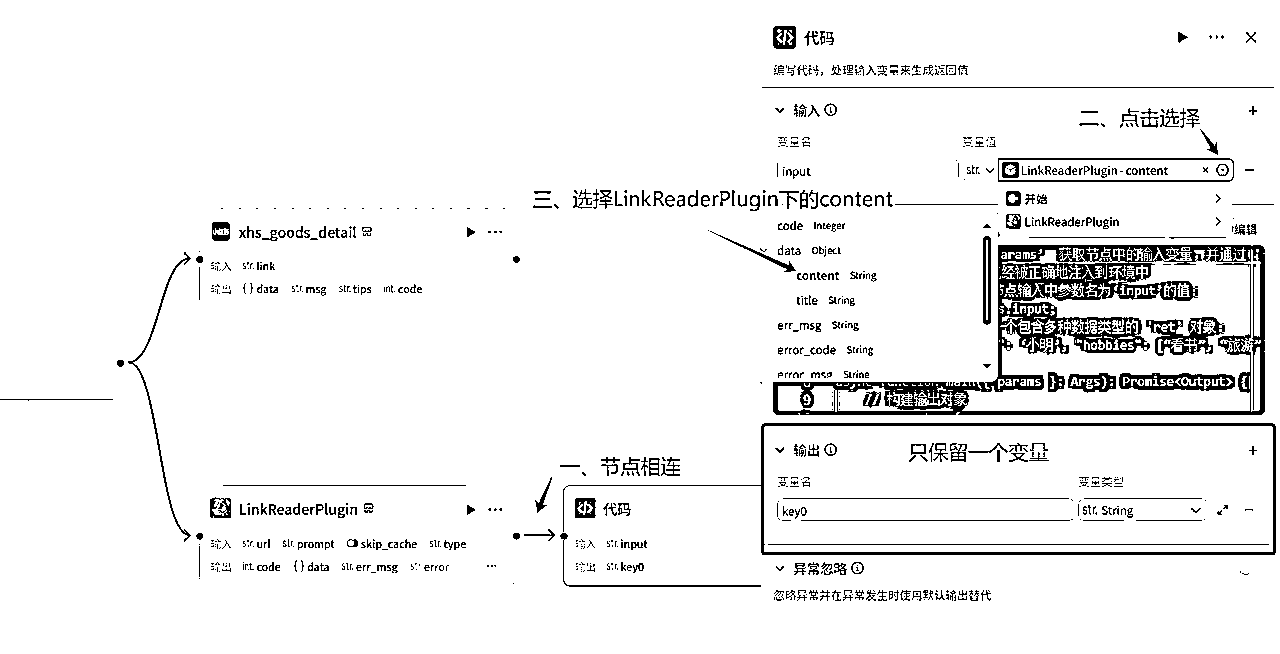 代码
编写代码，处理输入变量来生成返回值
输入
二、点击选择
变量名
变量值
input
str.
LinkReaderPlugin - content
开始
LinkReaderPlugin
编辑
三、选择LinkReaderPlugin下的content
code Integer
data Object
content String
title String
err_msg String
error_code String
error_msg String
params' 获取节点中的输入变量，并通过
经被正确地注入到环境中
节点输入中参数名为 'input' 的值：
input;
个包含多种数据类型的 'ret' 对象：
'小明', "hobbies": ["看书", "旅游"
async function main({ params }: Args): Promise<Output> {
9 // 构建输出对象
输出
只保留一个变量
变量名
变量类型
key0
str. String
异常忽略
忽略异常并在异常发生时使用默认输出替代
xhs_goods_detail
输入 str. link
输出 {} data str. msg str. tips int. code
一、节点相连
LinkReaderPlugin
输入 str. url str. prompt skip_cache str. type
输出 int. code {} data str. err_msg str. error ...
代码
输入 str. input
输出 str. key0